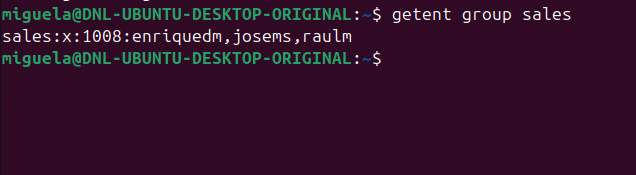 miguela@DNL-UBUNTU-DESKTOP-ORIGINAL:~$ getent group sales
sales:x:1008:enriquedm,josems,raulm
miguela@DNL-UBUNTU-DESKTOP-ORIGINAL:~$